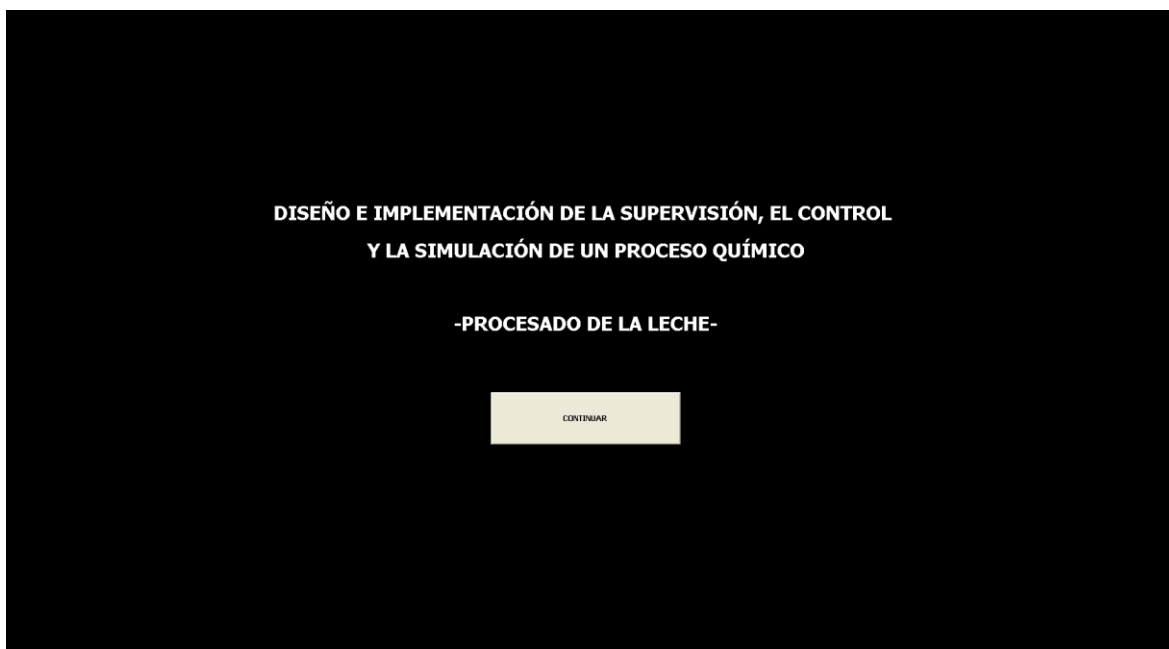 DISEÑO E IMPLEMENTACIÓN DE LA SUPERVISIÓN, EL CONTROL
Y LA SIMULACIÓN DE UN PROCESO QUÍMICO
-PROCESADO DE LA LECHE-
CONTINUAR